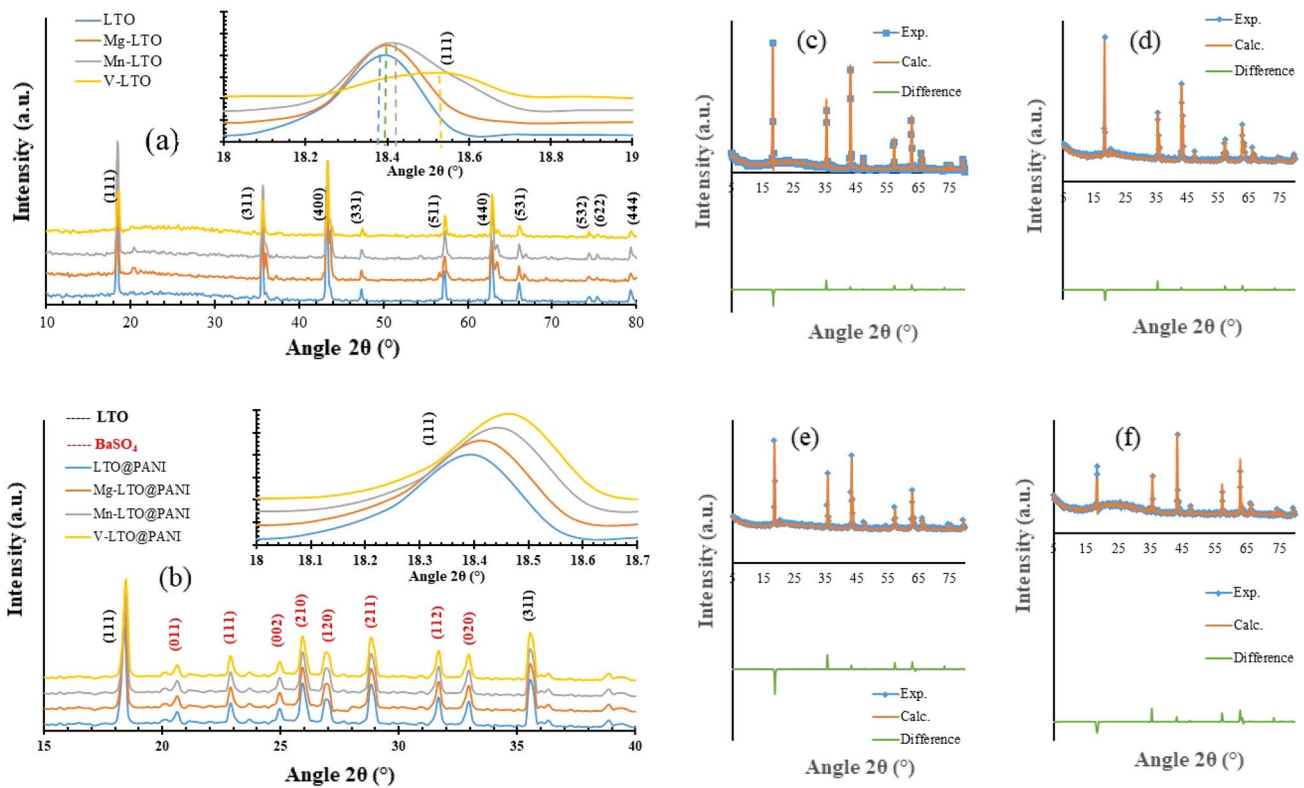 LTO
Mg-LTO
Mn-LTO
V-LTO
(a)
(111)
18 18.2 18.4 18.6 18.8 19
Angle 2θ (°)
(111) (311) (400) (331) (511) (440) (531) (532) (622) (444)
Intensity (a.u.)
10 20 30 40 50 60 70 80
Angle 2θ (°)
(c)
Exp.
Calc.
Difference
Intensity (a.u.)
5 15 25 35 45 55 65 75
Angle 2θ (°)
(d)
Exp.
Calc.
Difference
Intensity (a.u.)
5 15 25 35 45 55 65 75
Angle 2θ (°)
LTO
BaSO₄
LTO@PANI
Mg-LTO@PANI
Mn-LTO@PANI
V-LTO@PANI
(b)
(111)
18 18.1 18.2 18.3 18.4 18.5 18.6 18.7
Angle 2θ (°)
(111) (011) (111) (002) (210) (120) (211) (112) (020) (311)
Intensity (a.u.)
15 20 25 30 35 40
Angle 2θ (°)
(e)
Intensity (a.u.)
5 15 25 35 45 55 65 75
Exp.
Calc.
Difference
Angle 2θ (°)
(f)
Intensity (a.u.)
5 15 25 35 45 55 65 75
Exp.
Calc.
Difference
Angle 2θ (°)